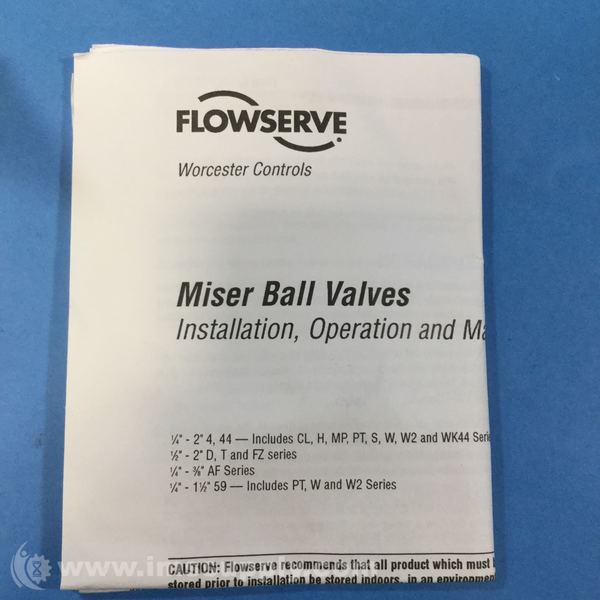 FLOWSERVE
Worcester Controls
Miser Ball Valves
Installation, Operation and Ma
¼" - 2" 4, 44 — Includes CL, H, MP, PT, S, W, W2 and WK44 Seri
½" - 2" D, T and FZ series
¼" - ⅜" AF Series
¼" - 1½" 59 — Includes PT, W and W2 Series
CAUTION: Flowserve recommends that all product which must
stored prior to installation be stored indoors, in an environmen